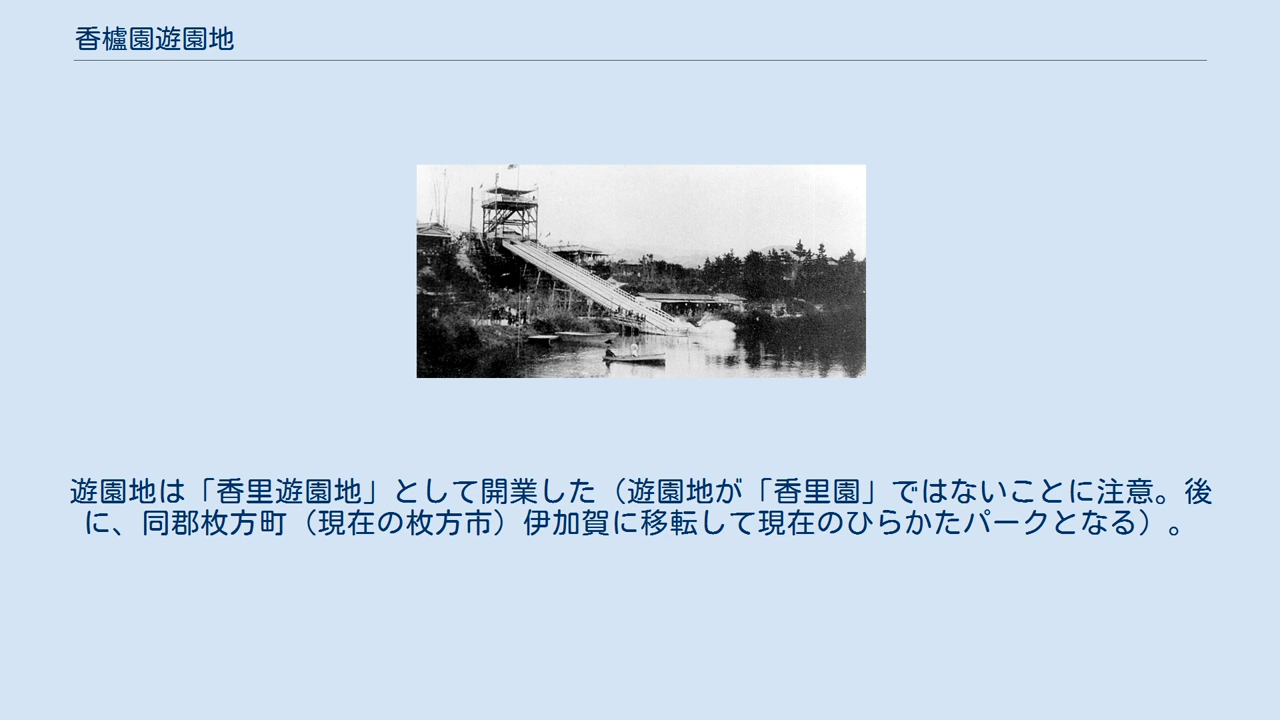 香櫨園遊園地
遊園地は「香里遊園地」として開業した（遊園地が「香里園」ではないことに注意。後
に、同郡枚方町（現在の枚方市）伊加賀に移転して現在のひらかたパークとなる）。